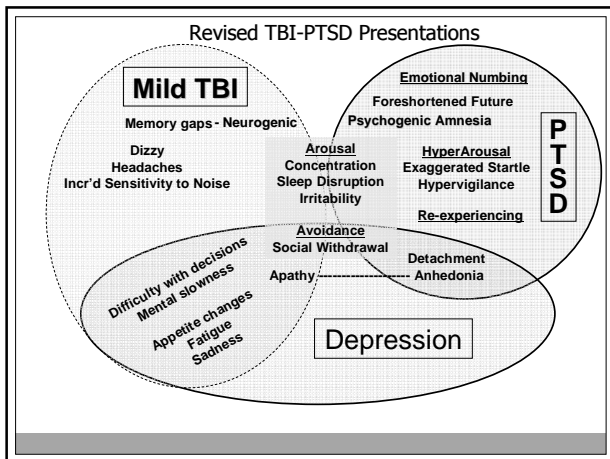 Revised TBI-PTSD Presentations
Mild TBI
Memory gaps - Neurogenic
Dizzy
Headaches
Incr'd Sensitivity to Noise
Arousal
Concentration
Sleep Disruption
Irritability
Emotional Numbing
Foreshortened Future
Psychogenic Amnesia
HyperArousal
Exaggerated Startle
Hypervigilance
Re-experiencing
PTSD
Avoidance
Social Withdrawal
Detachment
Apathy ---------------- Anhedonia
Difficulty with decisions
Mental slowness
Appetite changes
Fatigue
Sadness
Depression